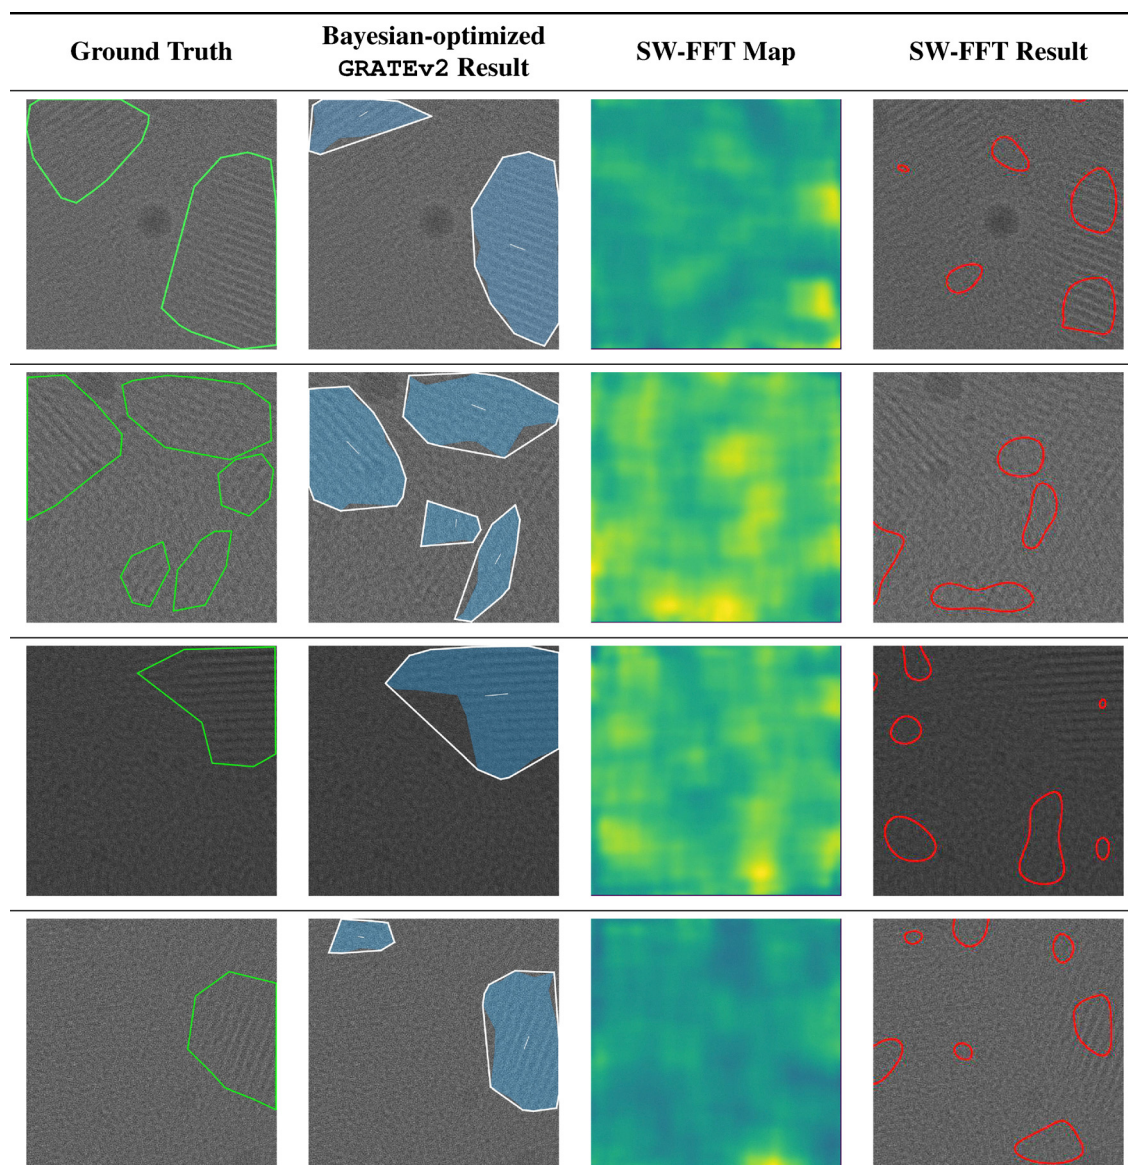 Ground Truth
Bayesian-optimized
GRATEv2 Result
SW-FFT Map
SW-FFT Result